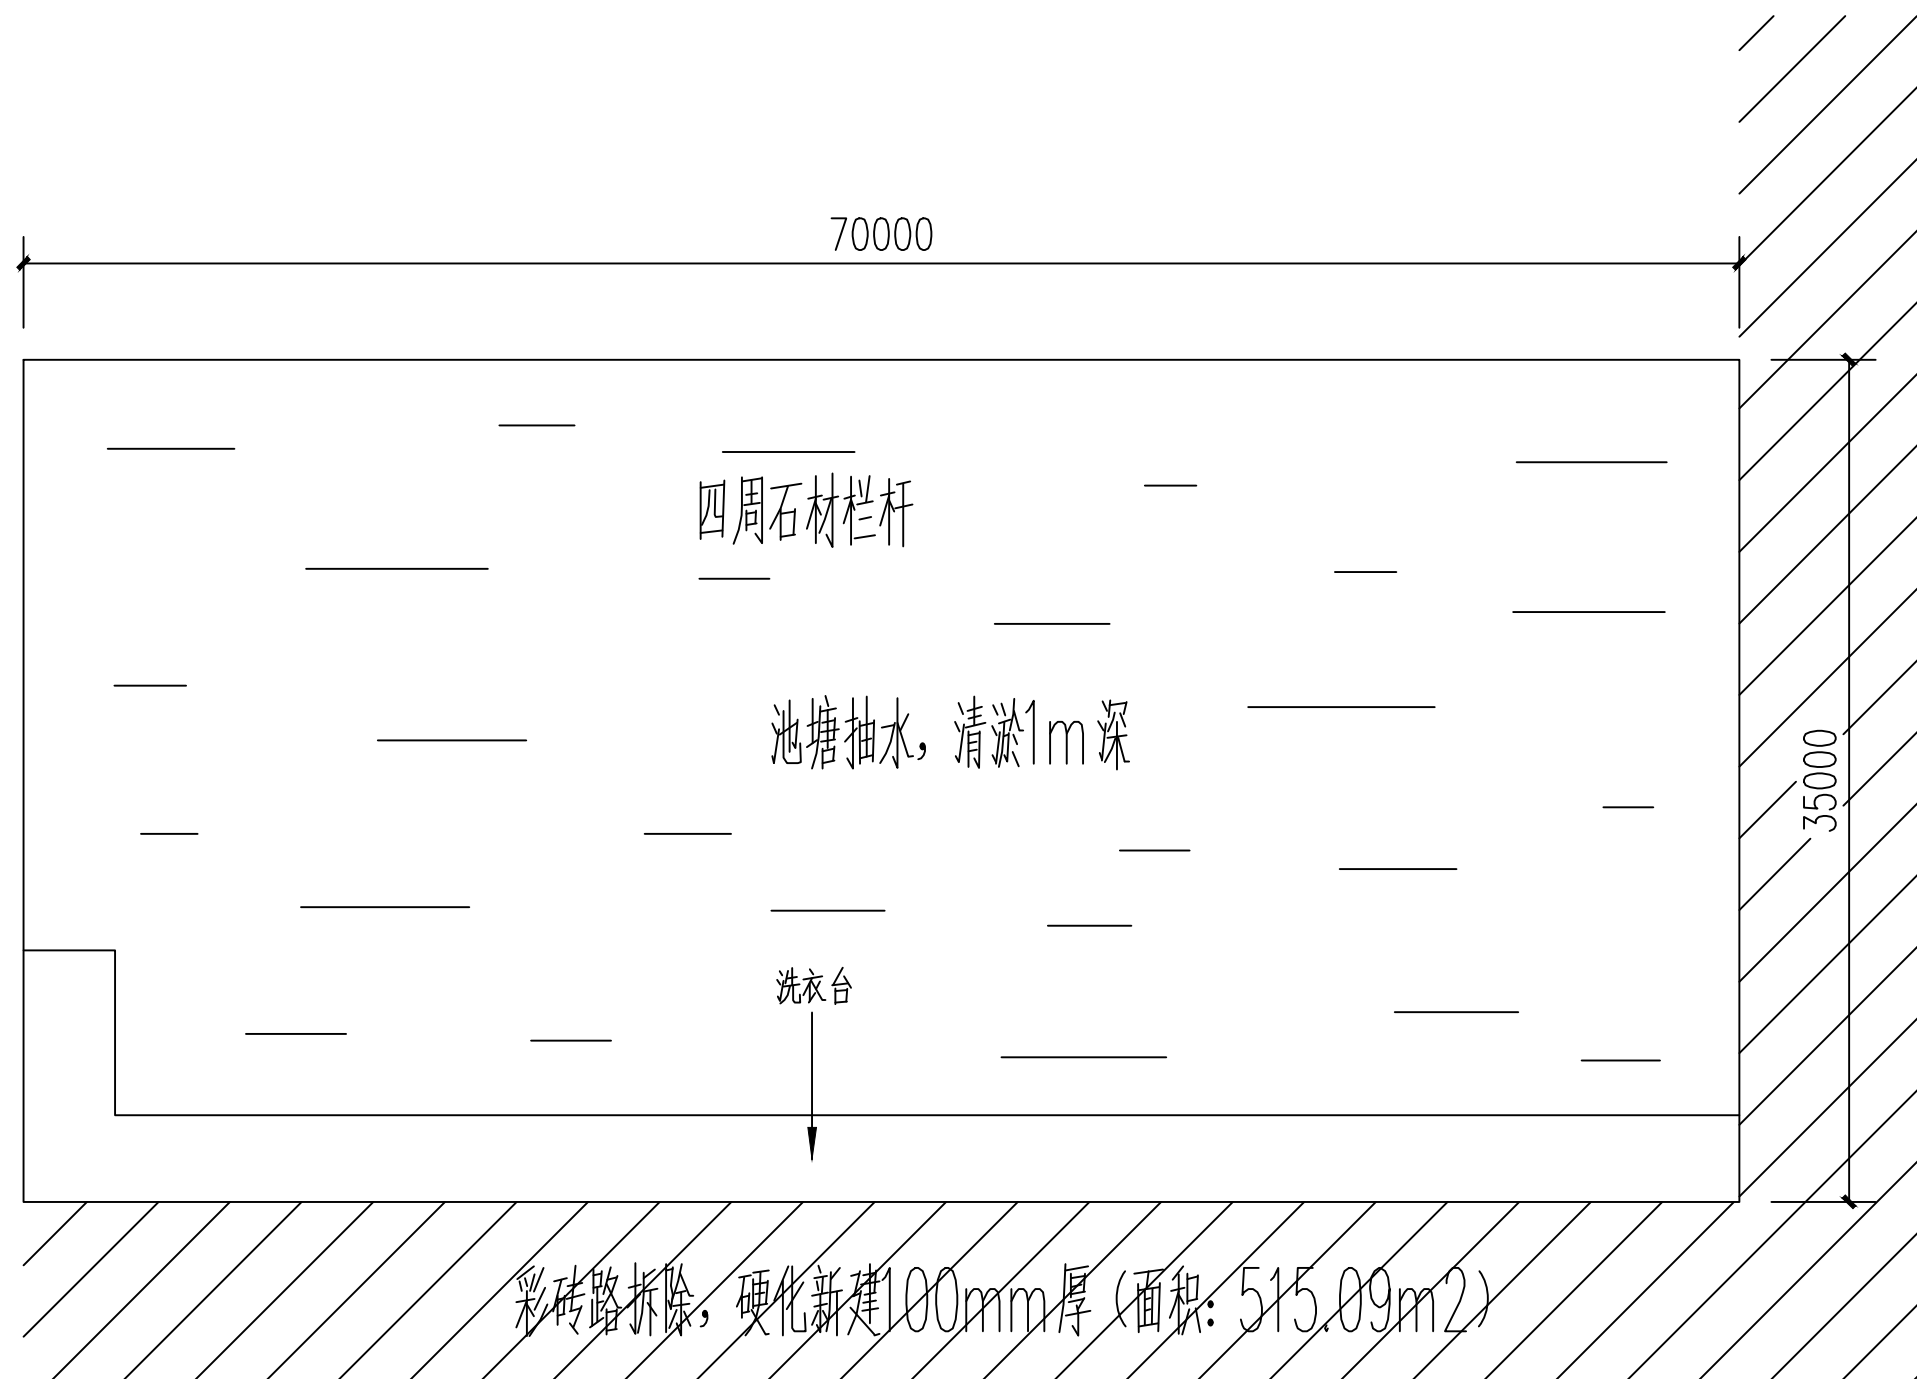 70000
四周石材栏杆
池塘抽水，清淤1m深
35000
洗衣台
彩砖路拆除，硬化新建100mm厚（面积：515.09m2）